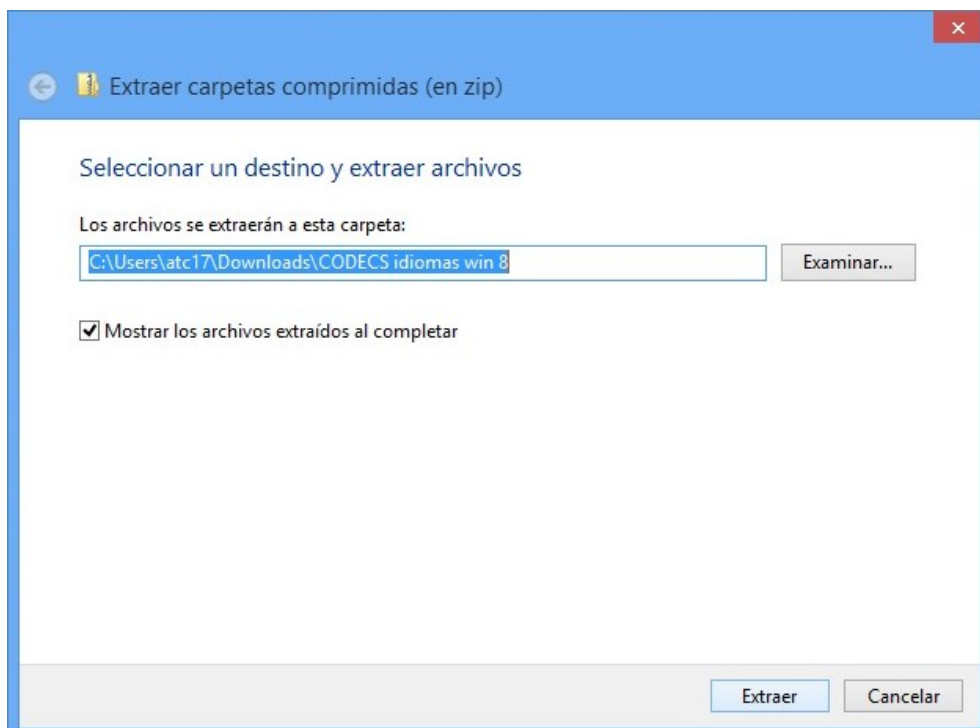 Extraer carpetas comprimidas (en zip)
Seleccionar un destino y extraer archivos
Los archivos se extraerán a esta carpeta:
C:\Users\atc17\Downloads\CODECS idiomas win 8
Examinar...
Mostrar los archivos extraídos al completar
Extraer
Cancelar